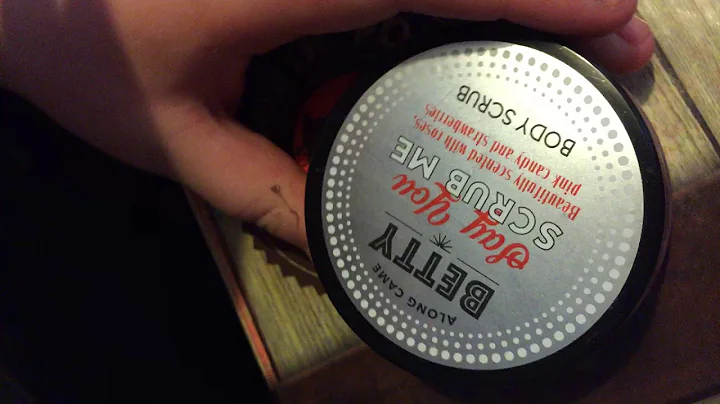 ALONG CAME
BETTY
Say You
SCRUB ME
Beautifully scented with roses,
pink candy and strawberries
BODY SCRUB